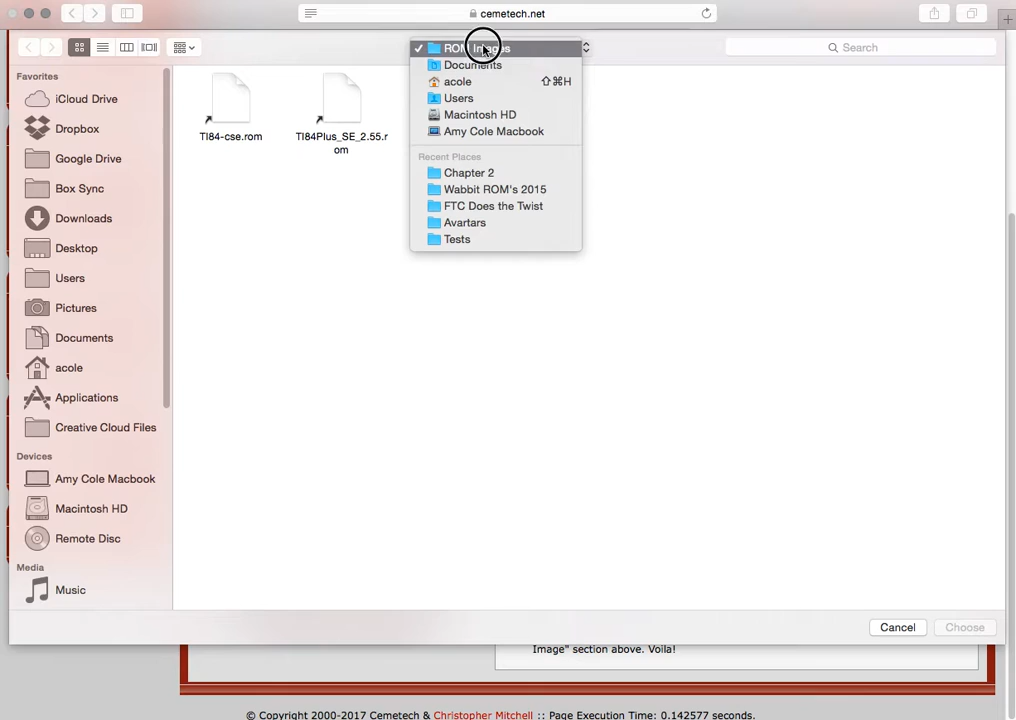 cemetech.net
ROM Images
Search
Documents
acole ⇧⌘H
Users
Macintosh HD
Amy Cole Macbook
Recent Places
Chapter 2
Wabbit ROM's 2015
FTC Does the Twist
Avartars
Tests
TI84-cse.rom
TI84Plus_SE_2.55.r
om
Favorites
iCloud Drive
Dropbox
Google Drive
Box Sync
Downloads
Desktop
Users
Pictures
Documents
acole
Applications
Creative Cloud Files
Devices
Amy Cole Macbook
Macintosh HD
Remote Disc
Media
Music
Cancel
Choose
Image" section above. Voila!
© Copyright 2000-2017 Cemetech & Christopher Mitchell :: Page Execution Time: 0.142577 seconds.